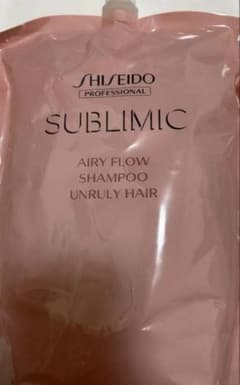 SHISEIDO
PROFESSIONAL
SUBLIMIC
AIRY FLOW
SHAMPOO
UNRULY HAIR